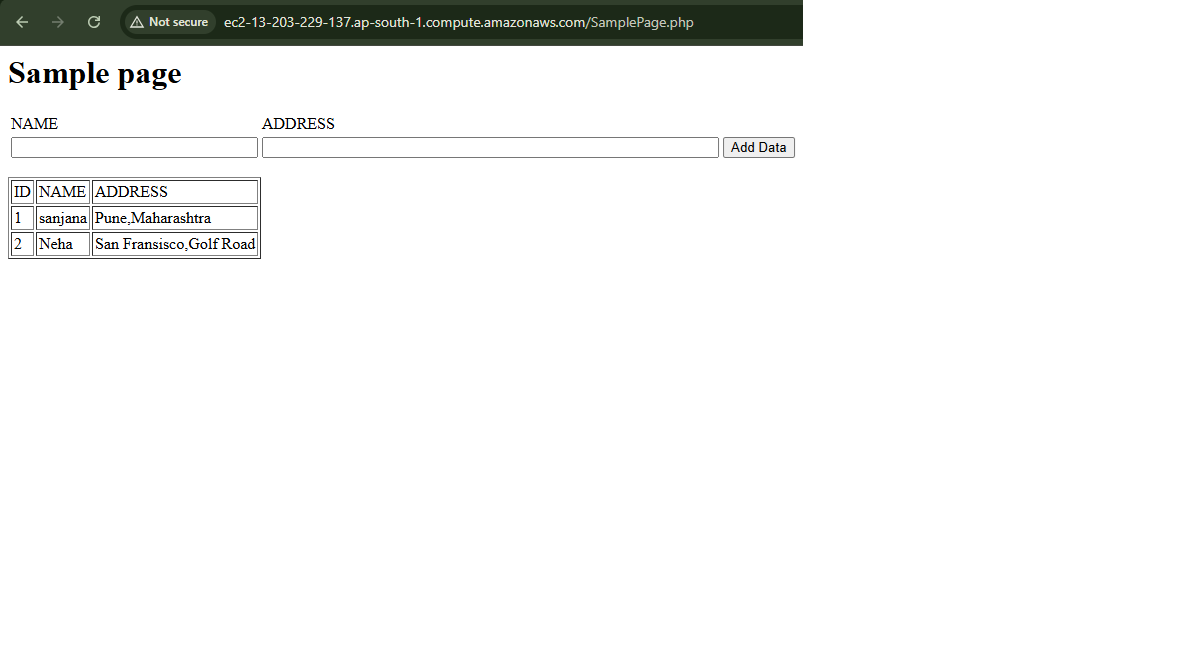 Not secure ec2-13-203-229-137.ap-south-1.compute.amazonaws.com/SamplePage.php
Sample page
NAME ADDRESS
Add Data
ID NAME ADDRESS
1 sanjana Pune,Maharashtra
2 Neha San Fransisco,Golf Road